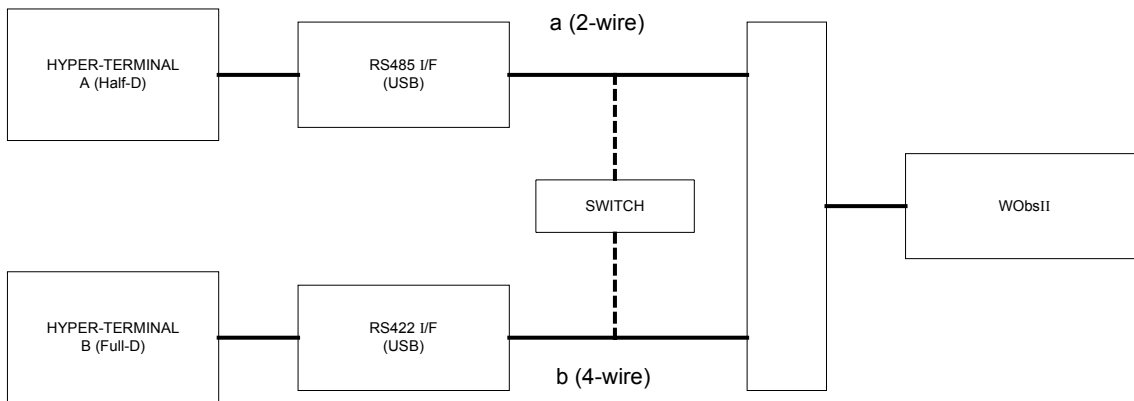 a (2-wire)
HYPER-TERMINAL
A (Half-D)
RS485 I/F
(USB)
SWITCH
WObsII
HYPER-TERMINAL
B (Full-D)
RS422 I/F
(USB)
b (4-wire)